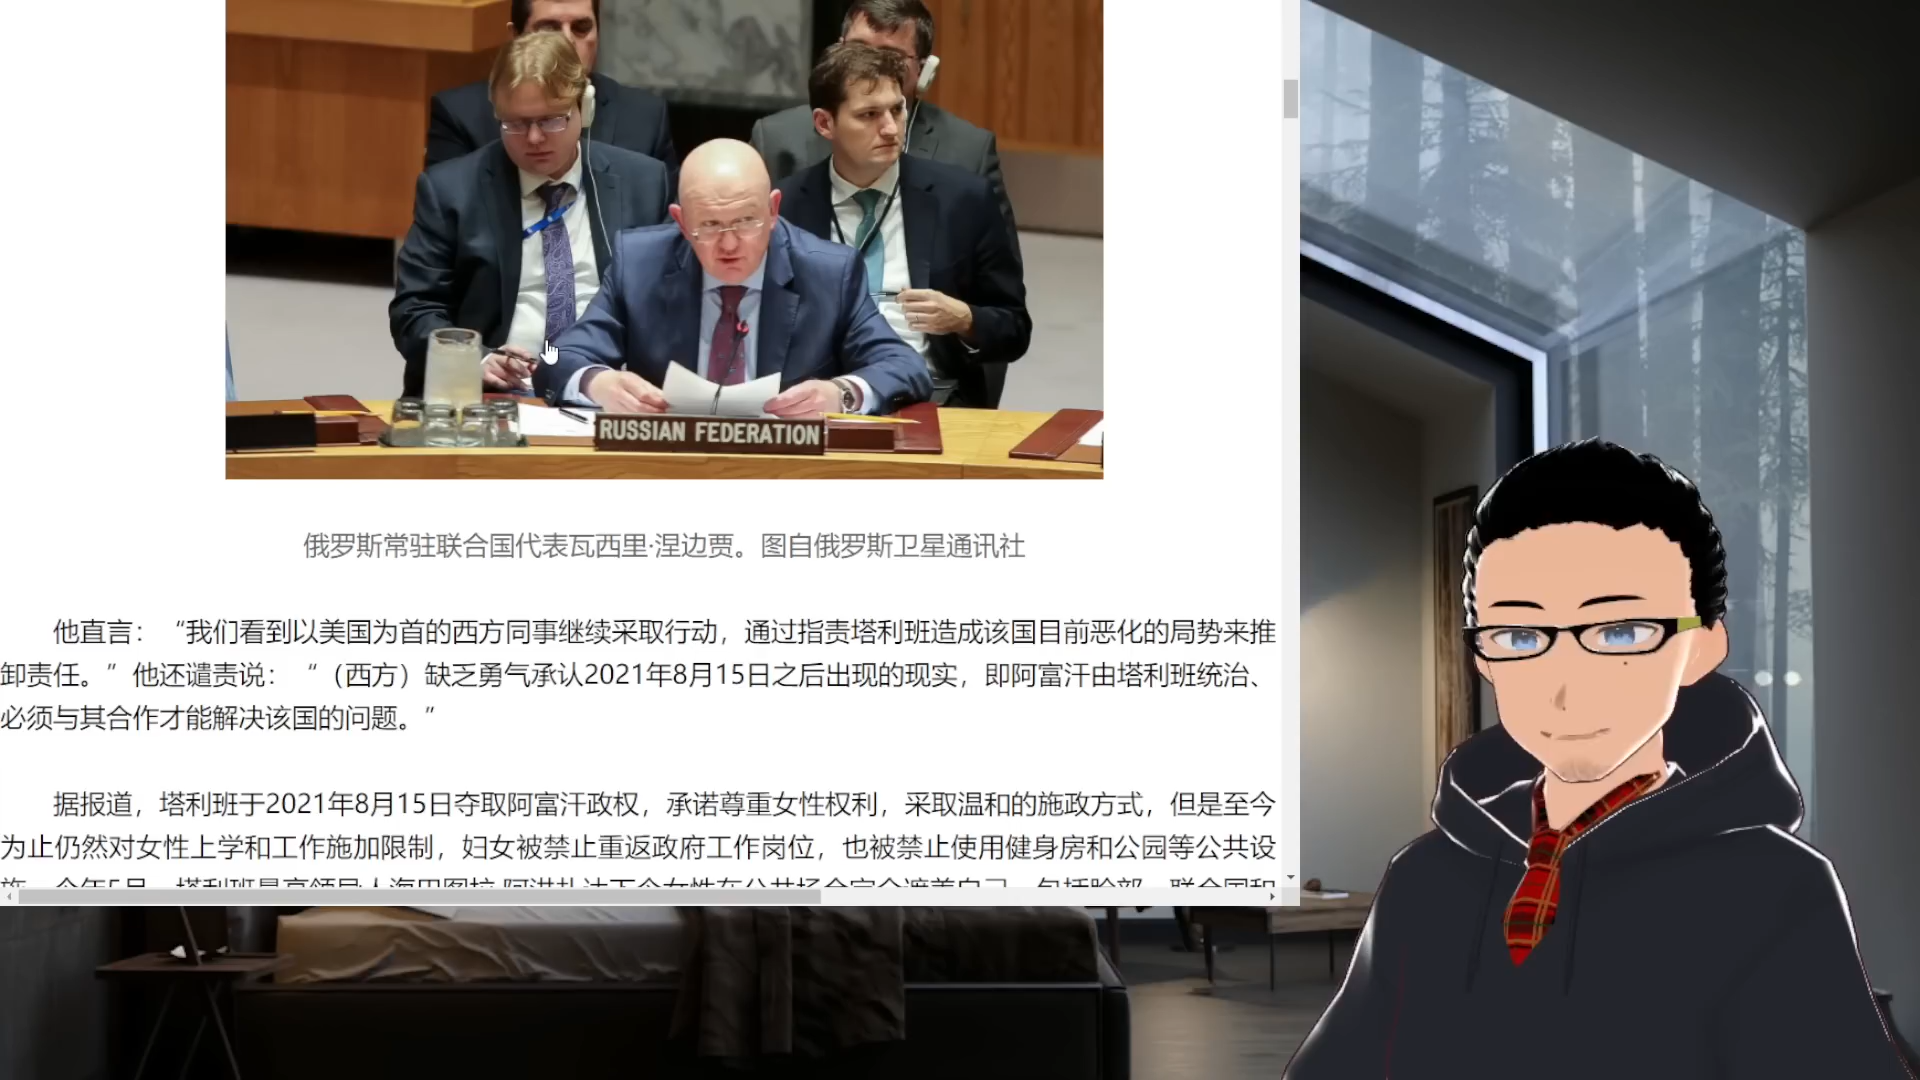 RUSSIAN FEDERATION
俄罗斯常驻联合国代表瓦西里·涅边贾。图自俄罗斯卫星通讯社
他直言：“我们看到以美国为首的西方同事继续采取行动，通过指责塔利班造成该国目前恶化的局势来推
卸责任。”他还谴责说：“（西方）缺乏勇气承认2021年8月15日之后出现的现实，即阿富汗由塔利班统治、
必须与其合作才能解决该国的问题。”
据报道，塔利班于2021年8月15日夺取阿富汗政权，承诺尊重女性权利，采取温和的施政方式，但是至今
为止仍然对女性上学和工作施加限制，妇女被禁止重返政府工作岗位，也被禁止使用健身房和公园等公共设